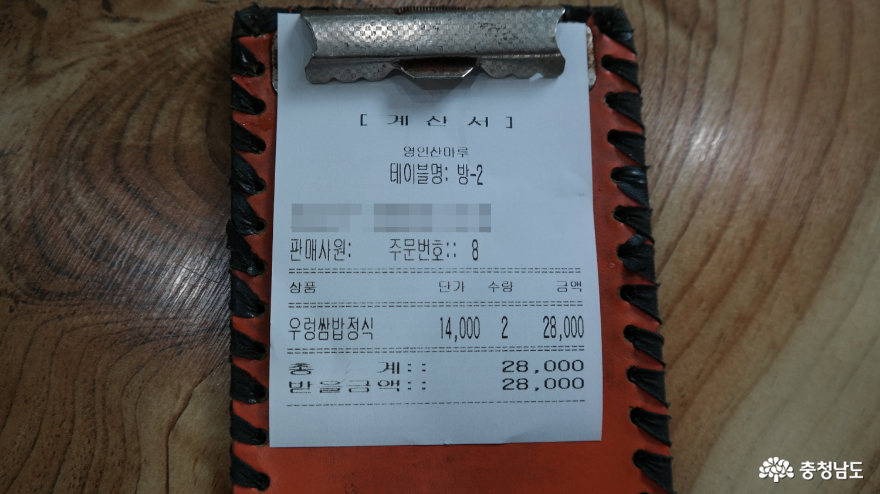 [ 계 산 서 ]
영인산마루
테이블명: 방-2
판매사원: 주문번호:: 8
상품 단가 수량 금액
우렁쌈밥정식 14,000 2 28,000
총 계:: 28,000
받을금액:: 28,000
충청남도